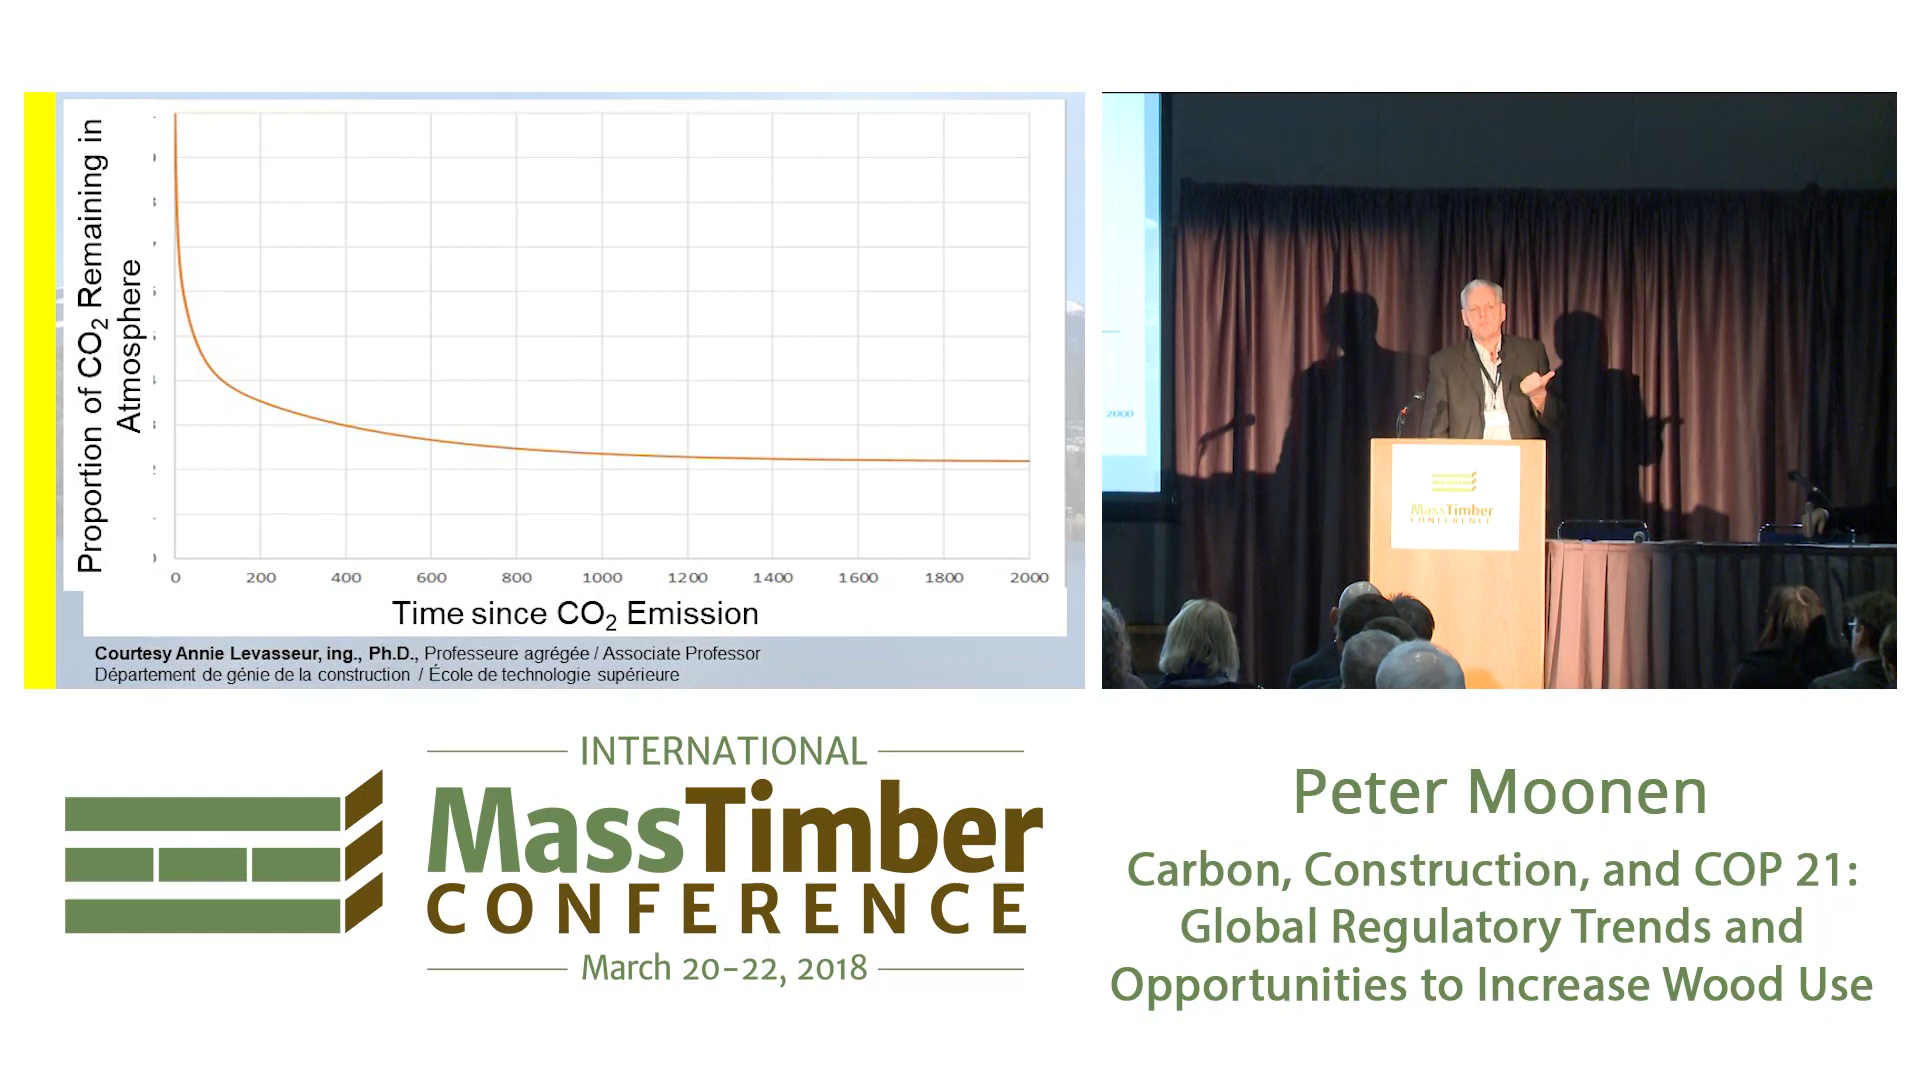 Proportion of CO₂ Remaining in
Atmosphere
0 200 400 600 800 1000 1200 1400 1600 1800 2000
Time since CO₂ Emission
Courtesy Annie Levasseur, ing., Ph.D., Professeure agrégée / Associate Professor
Département de génie de la construction / École de technologie supérieure
2000
MassTimber
CONFERENCE
INTERNATIONAL
MassTimber
CONFERENCE
March 20-22, 2018
Peter Moonen
Carbon, Construction, and COP 21:
Global Regulatory Trends and
Opportunities to Increase Wood Use